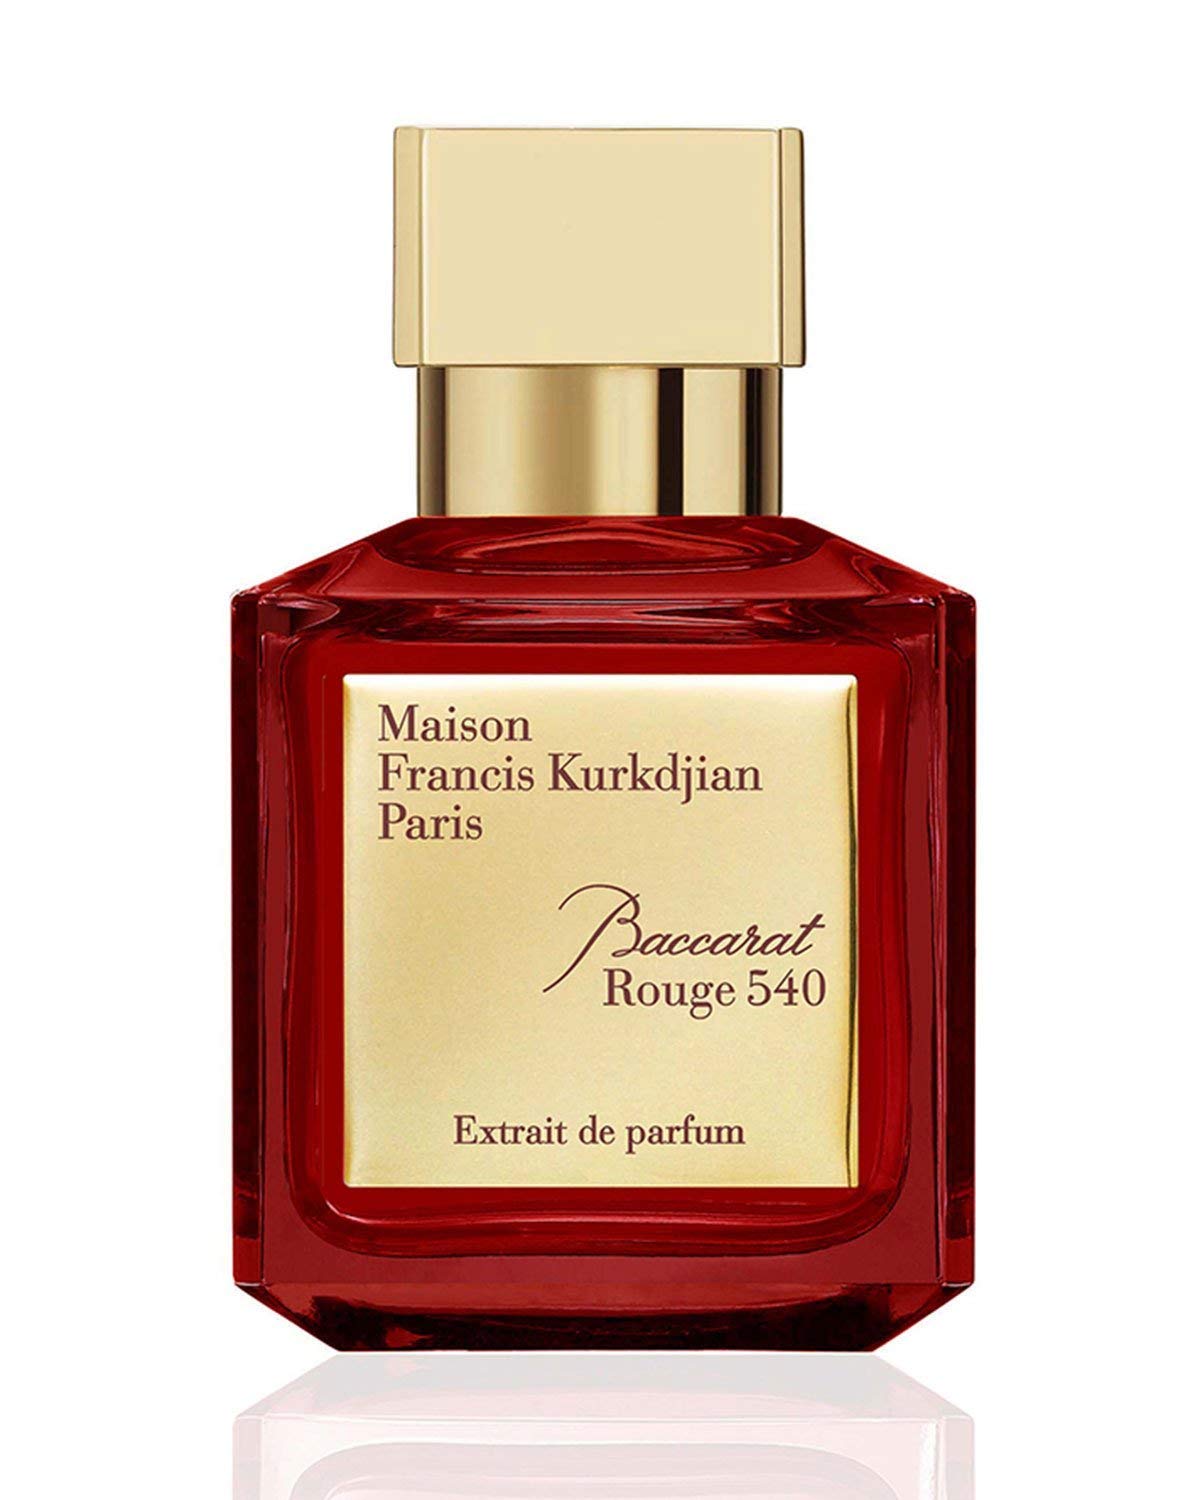 Maison
Francis Kurkdjian
Paris
Baccarat
Rouge 540
Extrait de parfum